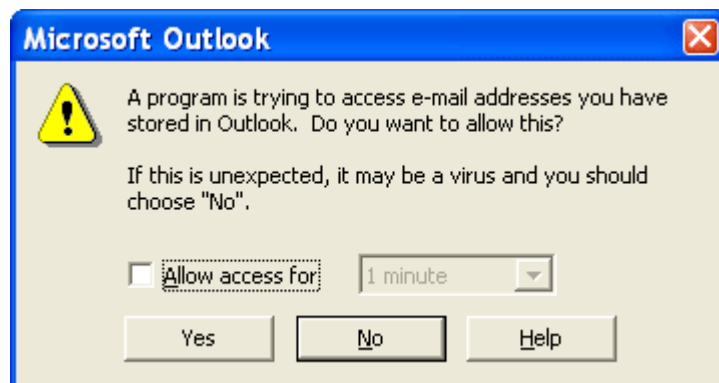 Microsoft Outlook
A program is trying to access e-mail addresses you have
stored in Outlook. Do you want to allow this?
If this is unexpected, it may be a virus and you should
choose "No".
Allow access for 1 minute
Yes No Help